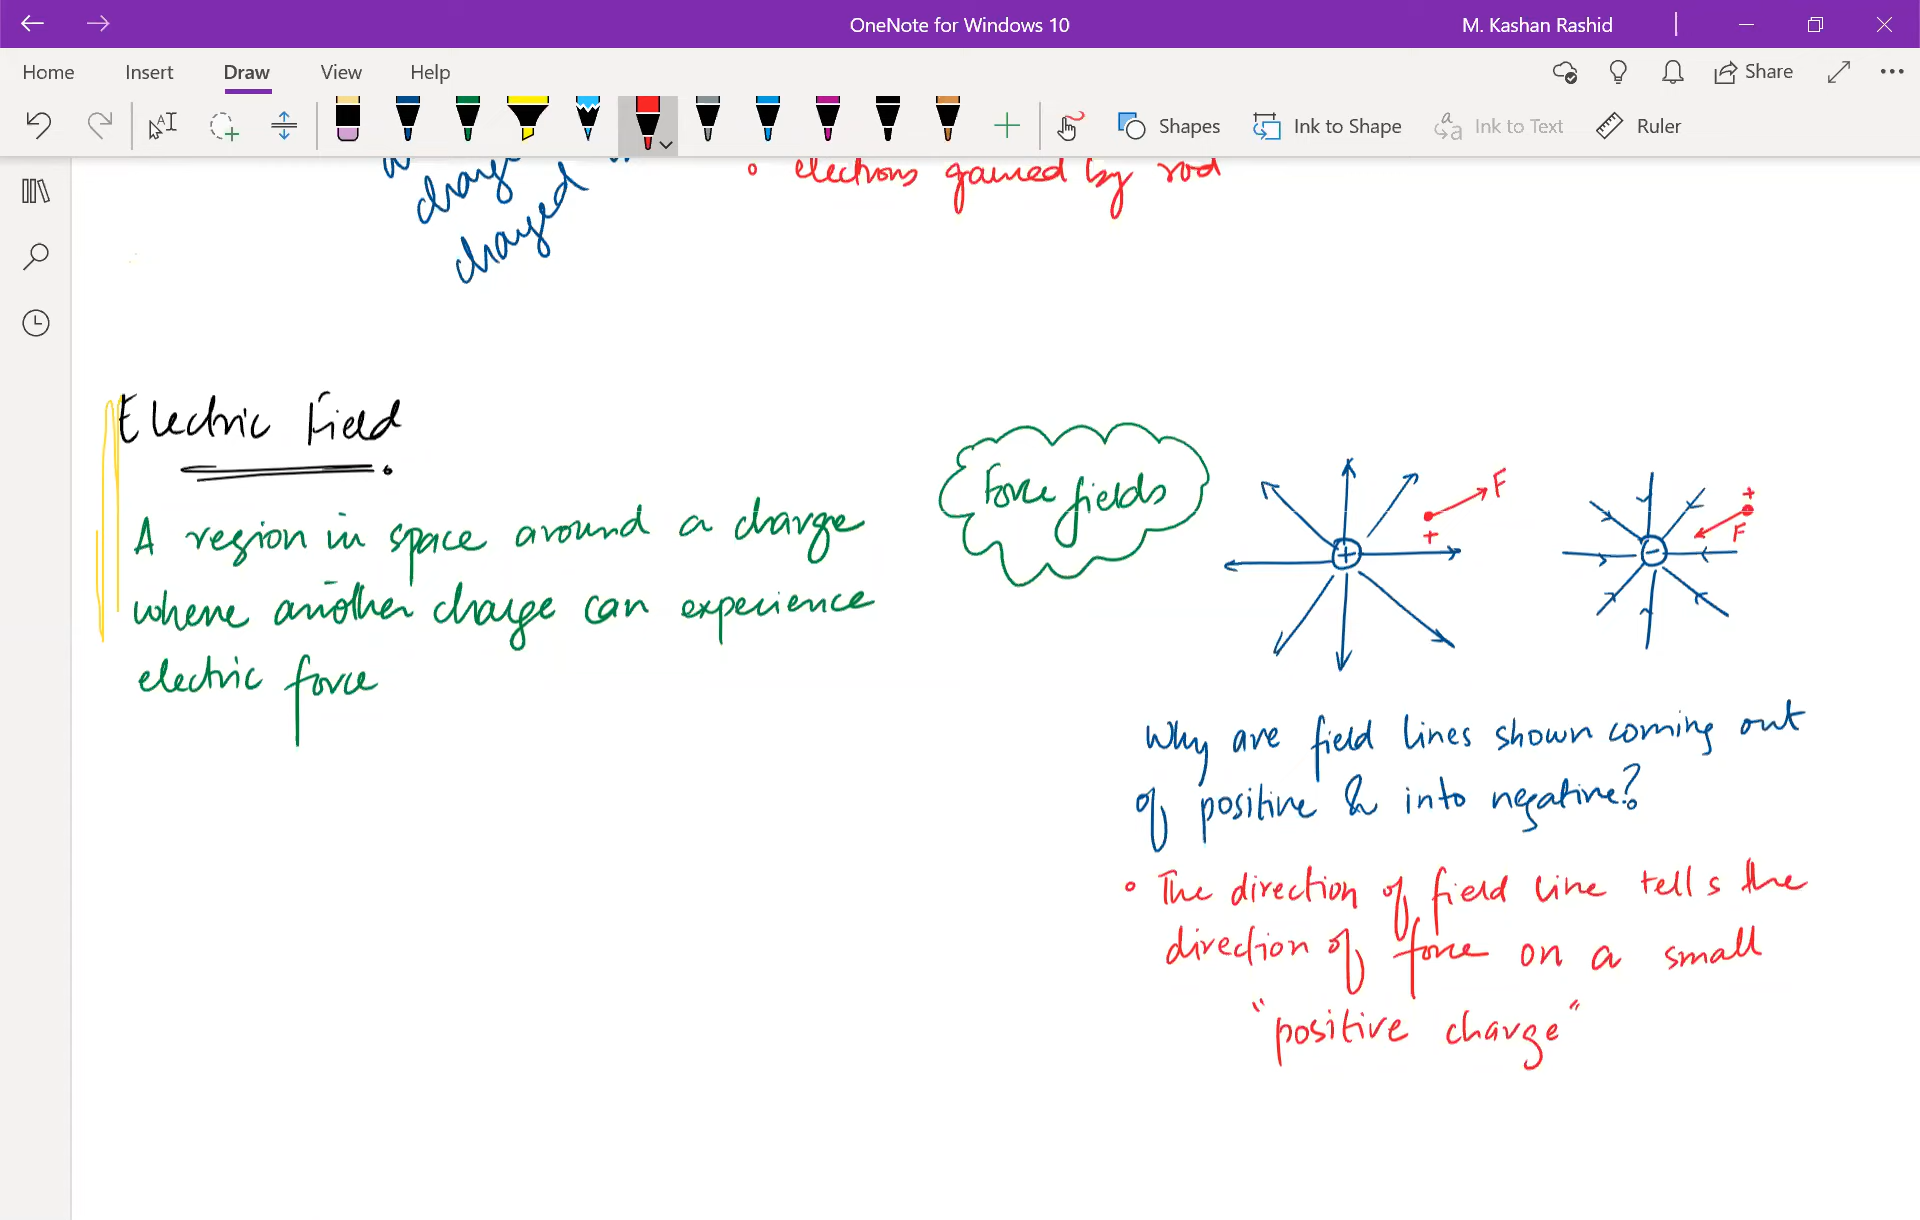 OneNote for Windows 10
M. Kashan Rashid
Home Insert Draw View Help
Share
Shapes Ink to Shape Ink to Text Ruler
charge
charged
electrons gained by rod
Electric Field
A region in space around a charge
where another charge can experience
electric force
Force fields
+ F +
- + F
Why are field lines shown coming out
of positive & into negative?
The direction of field line tells the
direction of force on a small
"positive charge"